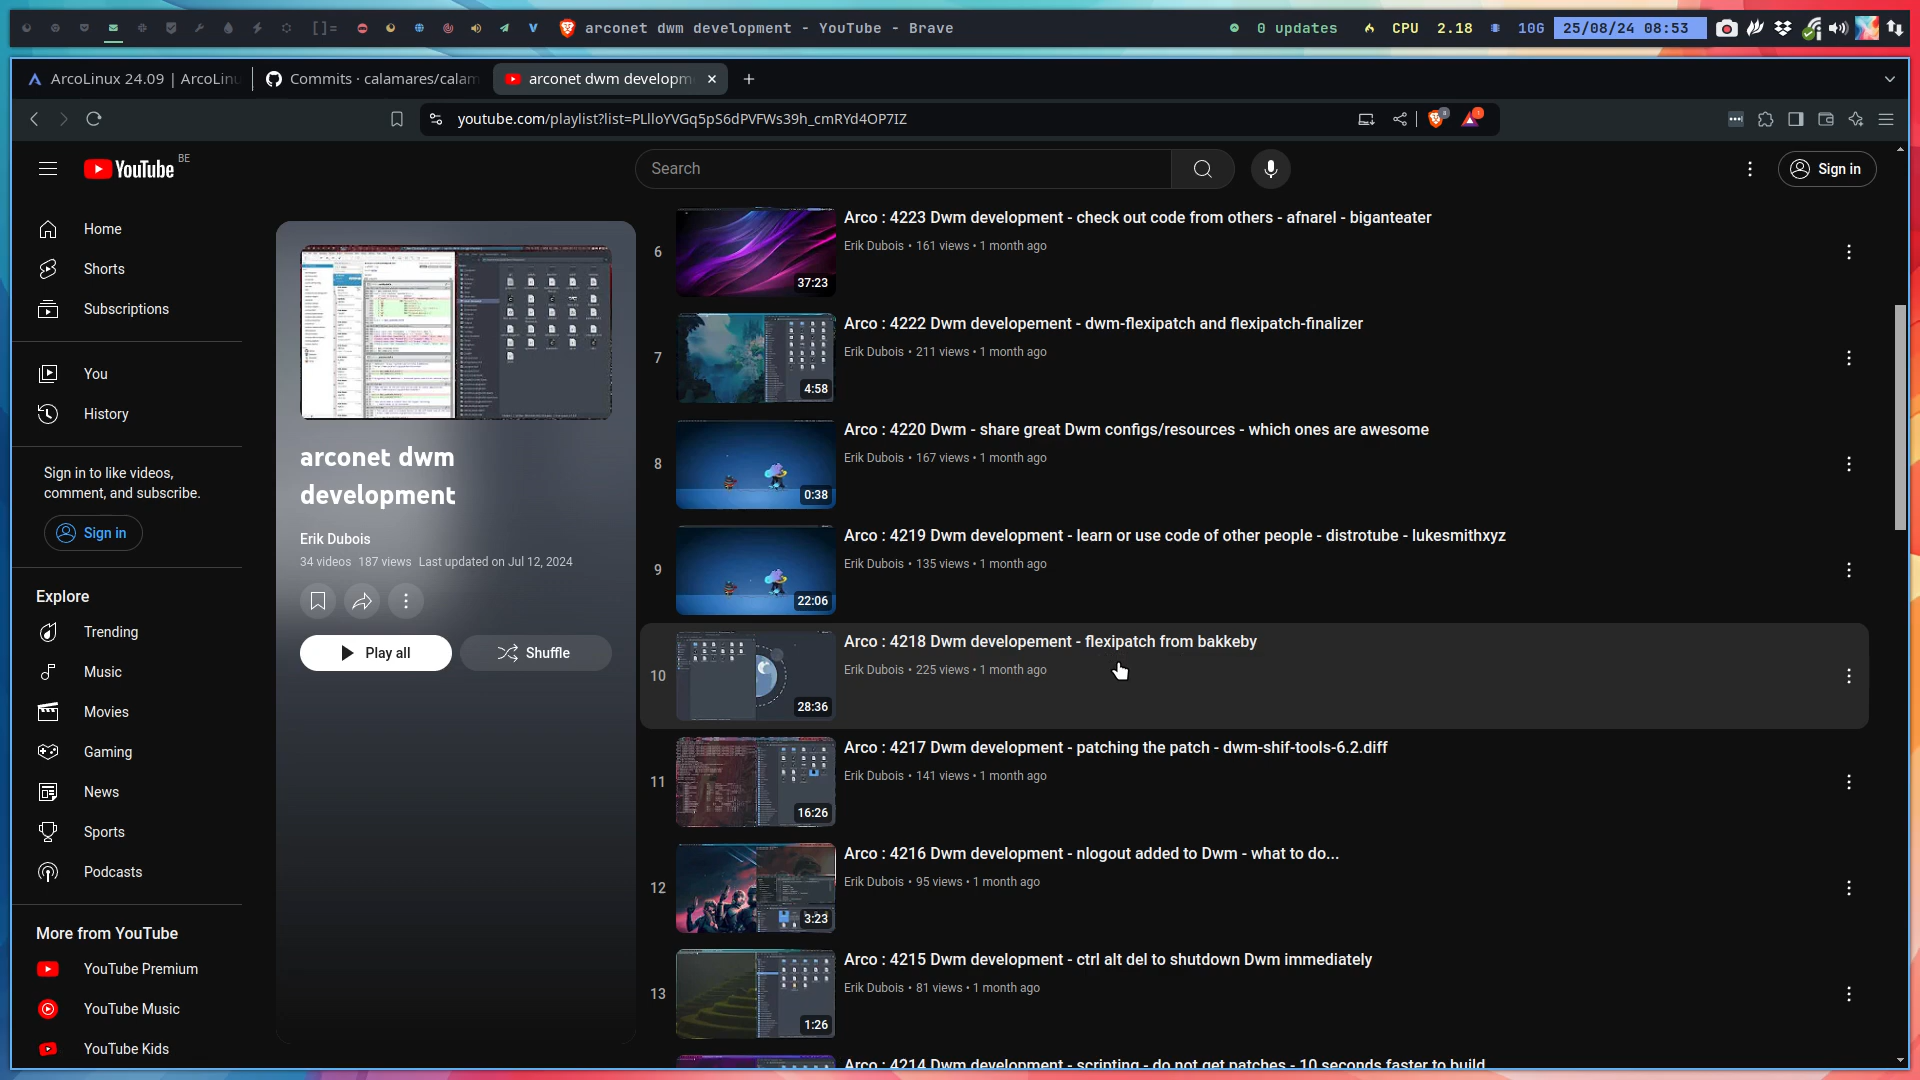 []=
V
arconet dwm development - YouTube - Brave
0 updates
CPU 2.18
10G
25/08/24 08:53
ArcoLinux 24.09 | ArcoLinu
Commits · calamares/calam
arconet dwm developm
youtube.com/playlist?list=PLlloYVGq5pS6dPVFWs39h_cmRYd4OP7IZ
YouTube BE
Search
Sign in
Home
Shorts
Subscriptions
You
History
Sign in to like videos,
comment, and subscribe.
Sign in
Explore
Trending
Music
Movies
Gaming
News
Sports
Podcasts
More from YouTube
YouTube Premium
YouTube Music
YouTube Kids
arconet dwm
development
Erik Dubois
34 videos 187 views Last updated on Jul 12, 2024
Play all
Shuffle
6
37:23
Arco : 4223 Dwm development - check out code from others - afnarel - biganteater
Erik Dubois • 161 views • 1 month ago
7
4:58
Arco : 4222 Dwm developement - dwm-flexipatch and flexipatch-finalizer
Erik Dubois • 211 views • 1 month ago
8
0:38
Arco : 4220 Dwm - share great Dwm configs/resources - which ones are awesome
Erik Dubois • 167 views • 1 month ago
9
22:06
Arco : 4219 Dwm development - learn or use code of other people - distrotube - lukesmithxyz
Erik Dubois • 135 views • 1 month ago
10
28:36
Arco : 4218 Dwm developement - flexipatch from bakkeby
Erik Dubois • 225 views • 1 month ago
11
16:26
Arco : 4217 Dwm development - patching the patch - dwm-shif-tools-6.2.diff
Erik Dubois • 141 views • 1 month ago
12
3:23
Arco : 4216 Dwm development - nlogout added to Dwm - what to do...
Erik Dubois • 95 views • 1 month ago
13
1:26
Arco : 4215 Dwm development - ctrl alt del to shutdown Dwm immediately
Erik Dubois • 81 views • 1 month ago
Arco : 4214 Dwm development - scripting - do not get patches - 10 seconds faster to build